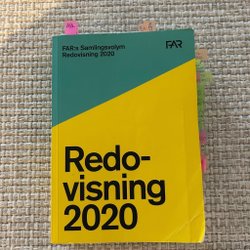 FAR:s Samlingsvolym
Redovisning 2020
FAR
Redo-
visning
2020